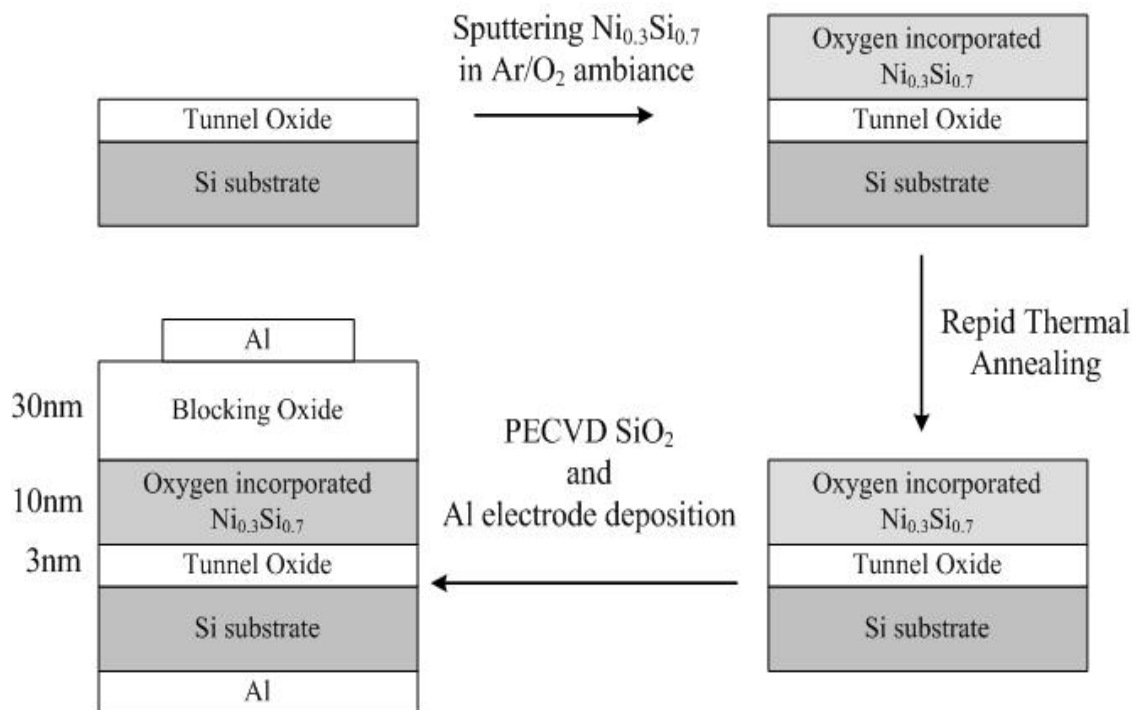 Sputtering Ni0.3Si0.7
in Ar/O2 ambiance
Tunnel Oxide
Si substrate
Oxygen incorporated
Ni0.3Si0.7
Tunnel Oxide
Si substrate
Repid Thermal
Annealing
Oxygen incorporated
Ni0.3Si0.7
Tunnel Oxide
Si substrate
PECVD SiO2
and
Al electrode deposition
Al
30nm
Blocking Oxide
10nm
Oxygen incorporated
Ni0.3Si0.7
3nm
Tunnel Oxide
Si substrate
Al